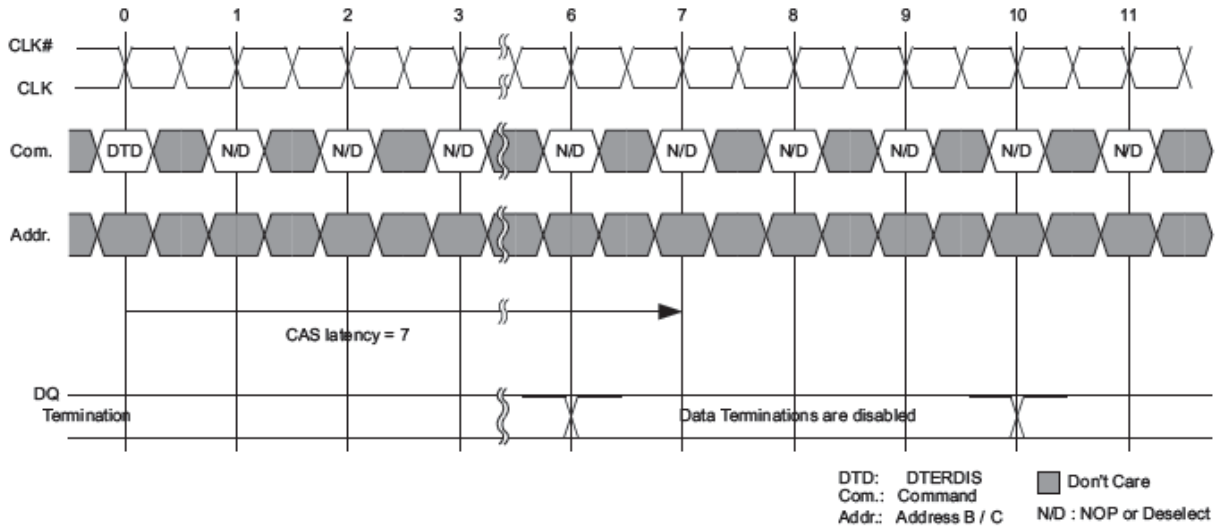 0 1 2 3 6 7 8 9 10 11
CLK#
CLK
Com. DTD N/D N/D N/D N/D N/D N/D N/D N/D N/D
Addr.
CAS latency = 7
DQ
Termination Data Terminations are disabled
DTD: DTERDIS Don't Care
Com.: Command
Addr.: Address B / C N/D : NOP or Deselect